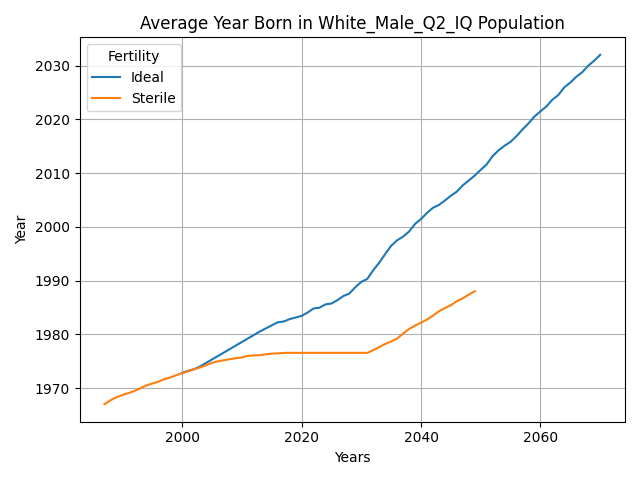 Average Year Born in White_Male_Q2_IQ Population
Fertility
Ideal
Sterile
2030
2020
2010
2000
1990
1980
1970
Year
2000
2020
2040
2060
Years